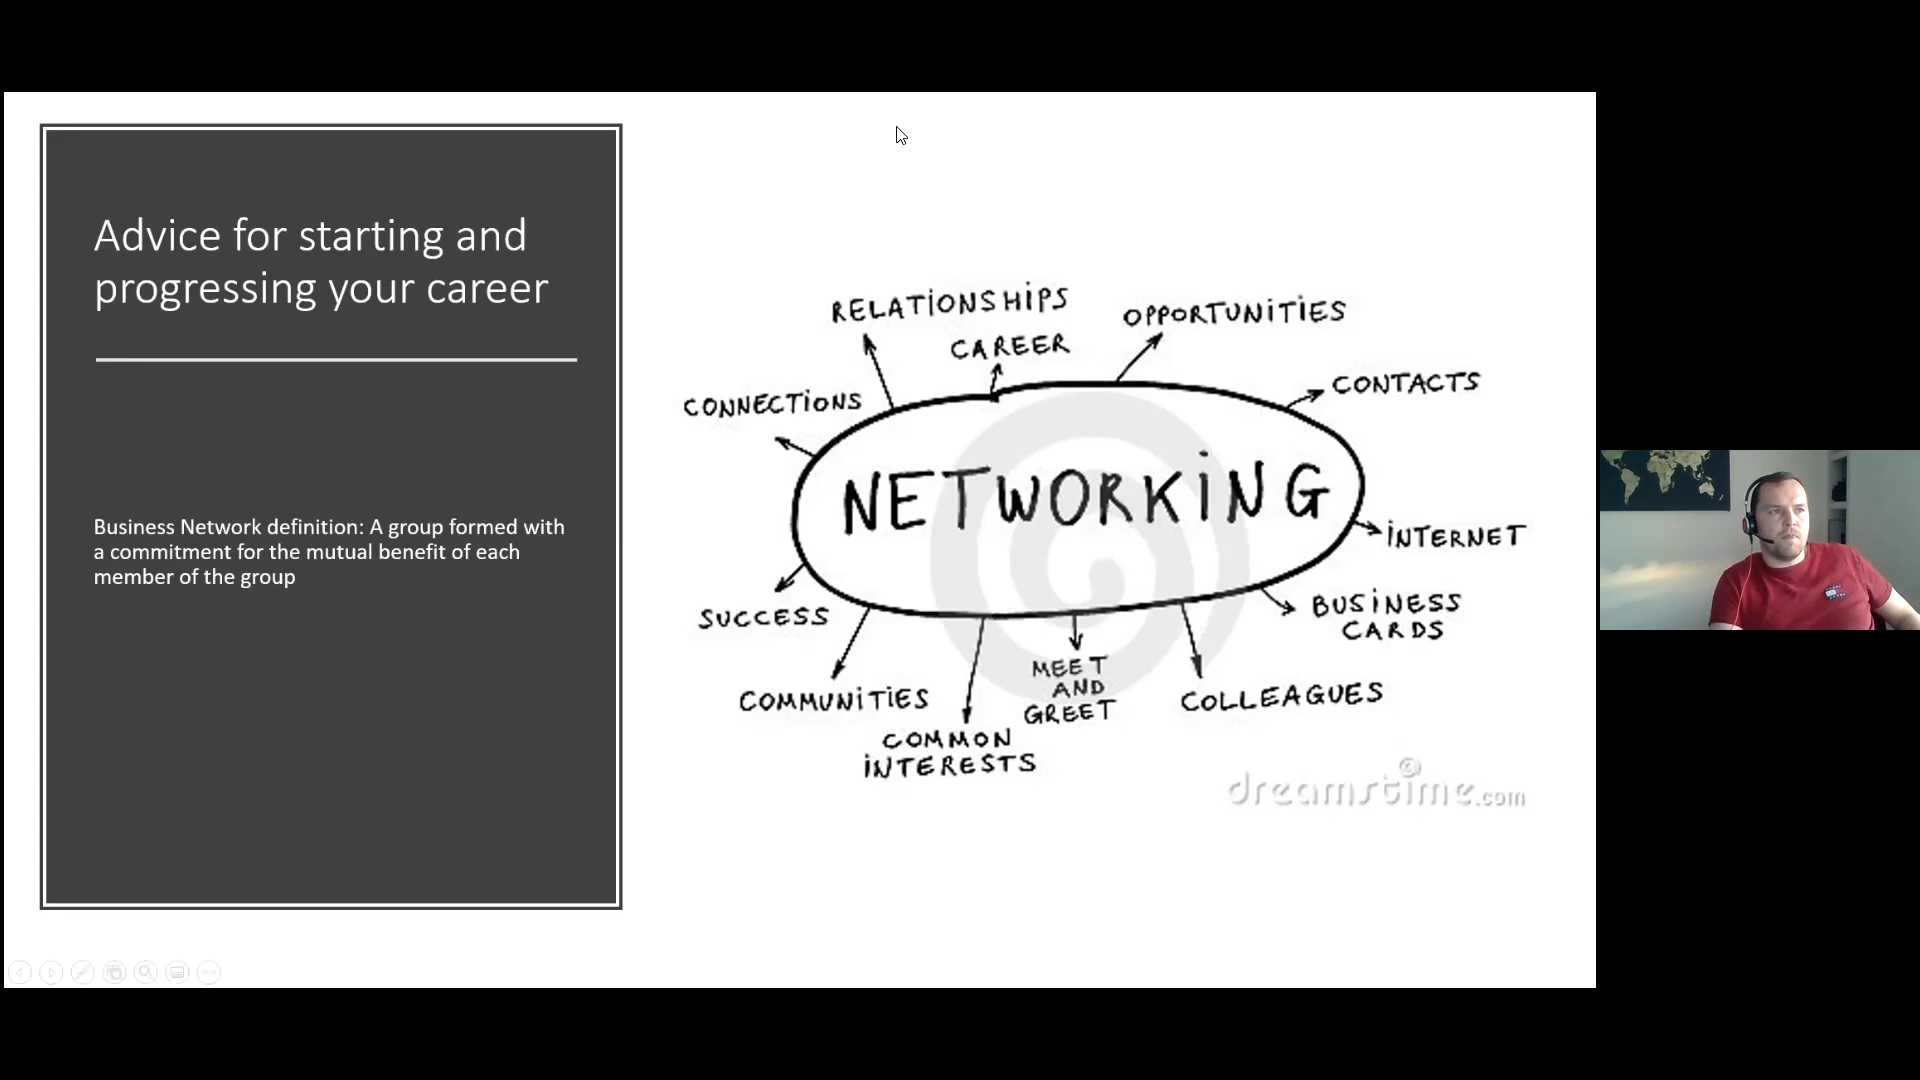 Advice for starting and
progressing your career
Business Network definition: A group formed with
a commitment for the mutual benefit of each
member of the group
RELATIONSHIPS
OPPORTUNITIES
CAREER
CONTACTS
CONNECTIONS
NETWORKING
INTERNET
BUSINESS
CARDS
SUCCESS
MEET
AND
GREET
COMMUNITIES
COLLEAGUES
COMMON
INTERESTS
dreamstime.com